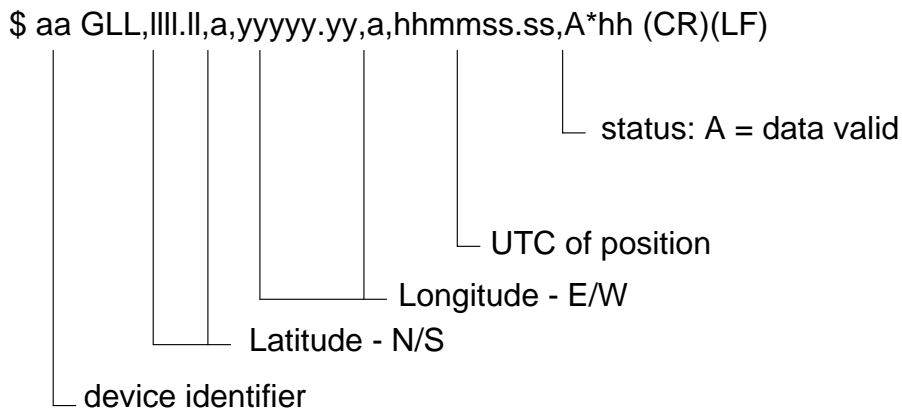 $ aa GLL,llll.ll,a,yyyyy.yy,a,hhmmss.ss,A*hh (CR)(LF)
status: A = data valid
UTC of position
Longitude - E/W
Latitude - N/S
device identifier